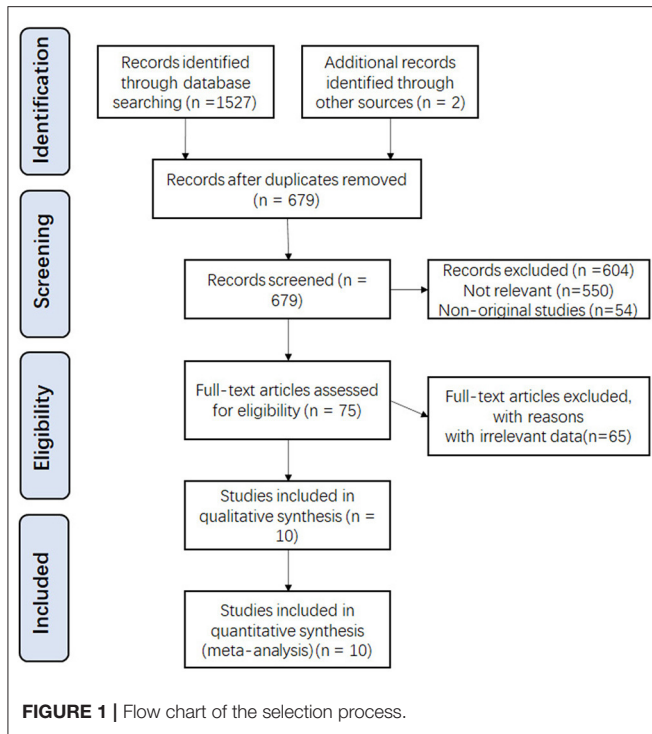 Identification
Records identified
through database
searching (n =1527)
Additional records
identified through
other sources (n = 2)
Records after duplicates removed
(n = 679)
Screening
Records screened (n =
679)
Records excluded (n =604)
Not relevant (n=550)
Non-original studies (n=54)
Eligibility
Full-text articles assessed
for eligibility (n = 75)
Full-text articles excluded,
with reasons
with irrelevant data(n=65)
Studies included in
qualitative synthesis (n =
10)
Included
Studies included in
quantitative synthesis
(meta-analysis) (n = 10)
FIGURE 1 | Flow chart of the selection process.